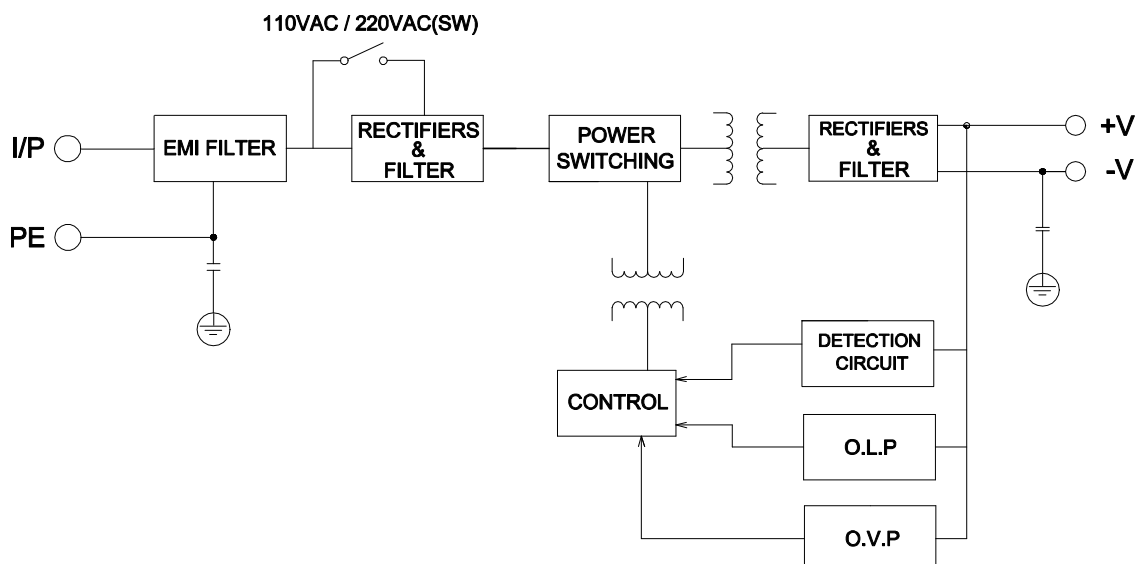 110VAC / 220VAC(SW)
I/P
EMI FILTER
RECTIFIERS
&
FILTER
POWER
SWITCHING
RECTIFIERS
&
FILTER
+V
-V
PE
DETECTION
CIRCUIT
CONTROL
O.L.P
O.V.P